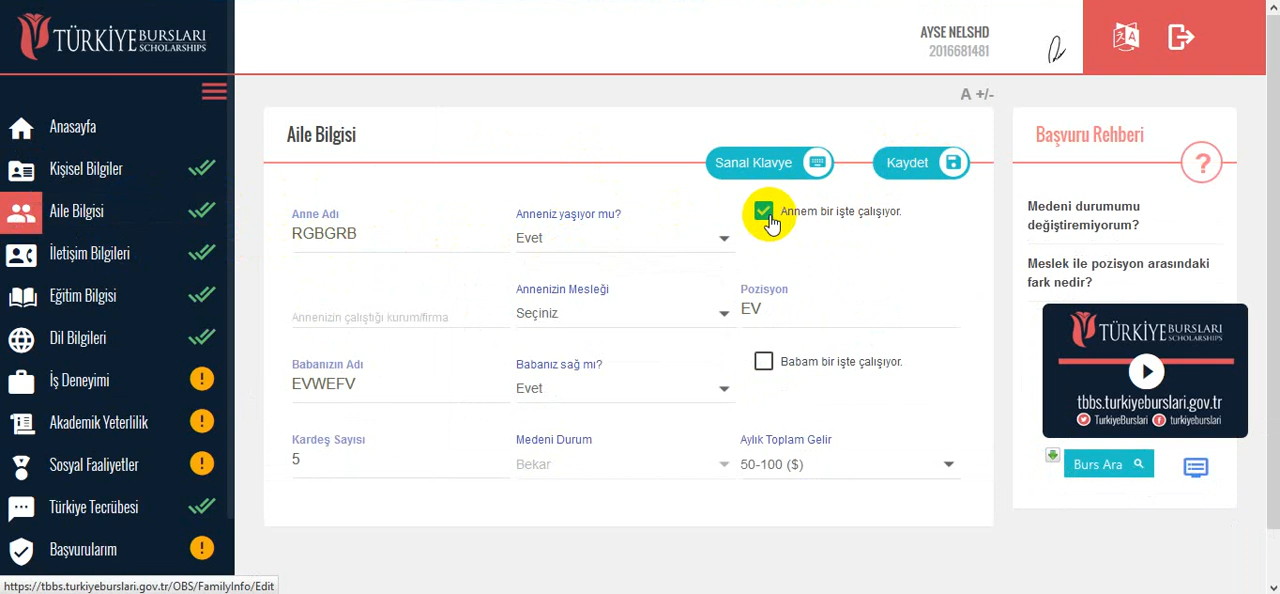 TÜRKİYE BURSLARI SCHOLARSHIPS
AYSE NELSHD
2016681481
A +/-
Anasayfa
Kişisel Bilgiler
Aile Bilgisi
İletişim Bilgileri
Eğitim Bilgisi
Dil Bilgileri
İş Deneyimi
Akademik Yeterlilik
Sosyal Faaliyetler
Türkiye Tecrübesi
Başvurularım
Aile Bilgisi
Sanal Klavye
Kaydet
Anne Adı
RGBGRB
Anneniz yaşıyor mu?
Evet
Annem bir işte çalışıyor.
Annenizin çalıştığı kurum/firma
Annenizin Mesleği
Seçiniz
Pozisyon
EV
Babanızın Adı
EVWEFV
Babanız sağ mı?
Evet
Babam bir işte çalışıyor.
Kardeş Sayısı
5
Medeni Durum
Bekar
Aylık Toplam Gelir
50-100 ($)
Başvuru Rehberi
?
Medeni durumumu
değiştiremiyorum?
Meslek ile pozisyon arasındaki
fark nedir?
TÜRKİYE BURSLARI SCHOLARSHIPS
tbbs.turkiyeburslari.gov.tr
TurkiyeBurslari turkiyeburslari
Burs Ara
https://tbbs.turkiyeburslari.gov.tr/OBS/FamilyInfo/Edit